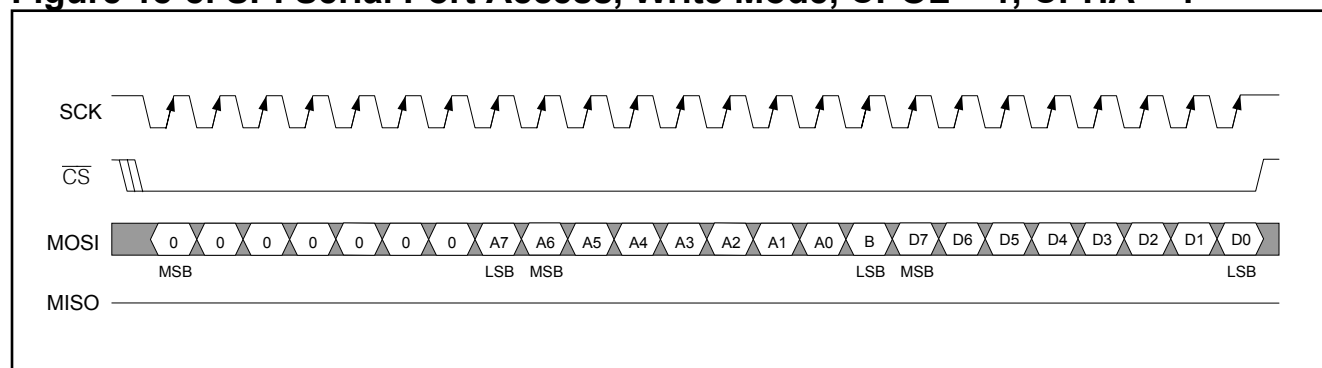 SCK
CS
MOSI 0 0 0 0 0 0 0 A7 A6 A5 A4 A3 A2 A1 A0 B D7 D6 D5 D4 D3 D2 D1 D0
MSB LSB MSB LSB MSB LSB
MISO